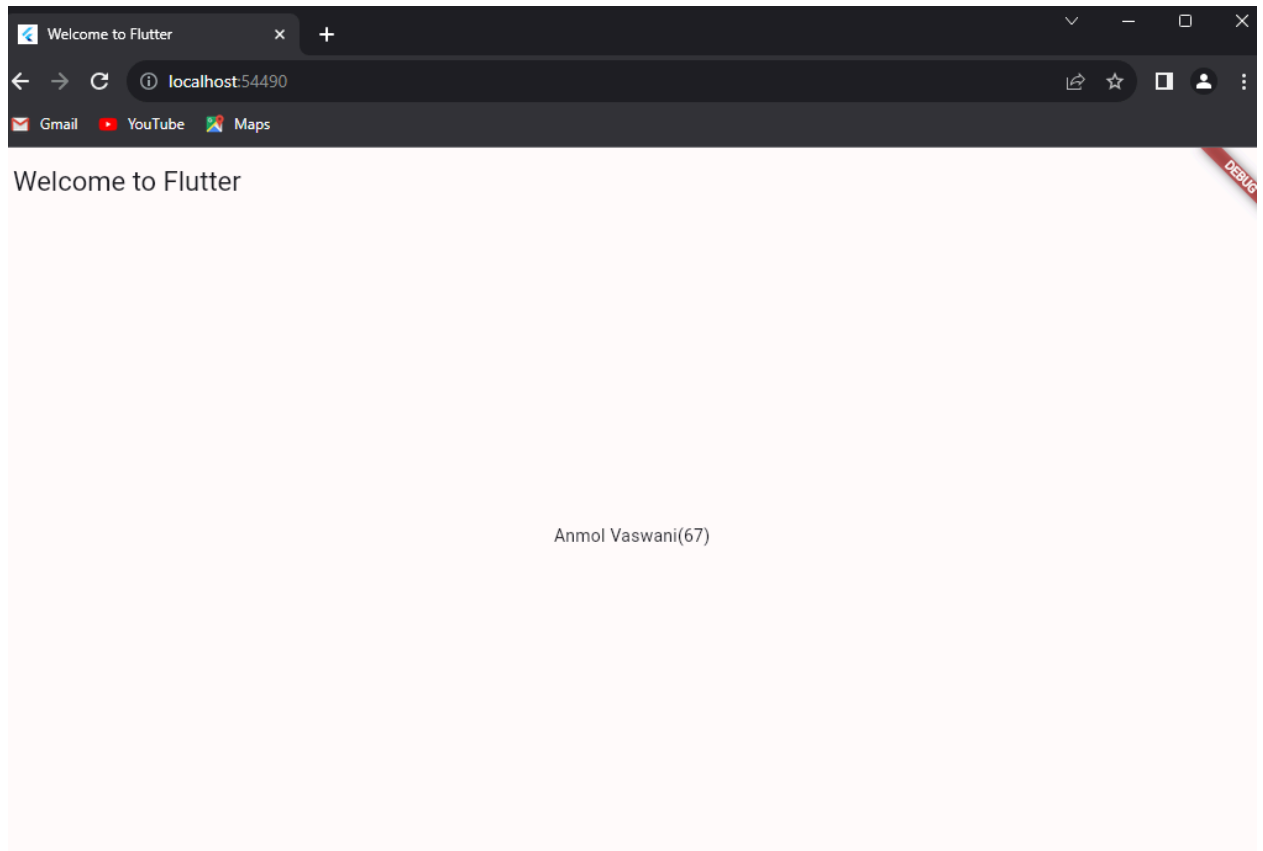 Welcome to Flutter
localhost:54490
Gmail YouTube Maps
Welcome to Flutter
DEBUG
Anmol Vaswani(67)